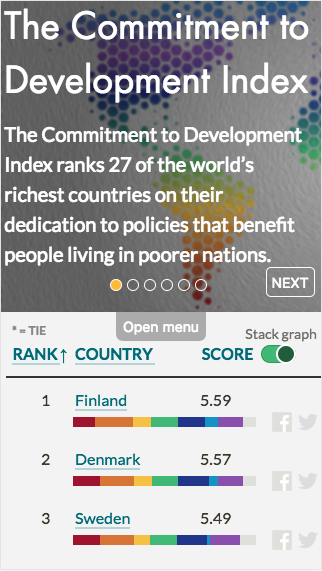 The Commitment to
Development Index
The Commitment to Development
Index ranks 27 of the world's
richest countries on their
dedication to policies that benefit
people living in poorer nations.
NEXT
* = TIE
Open menu
Stack graph
RANK↑ COUNTRY SCORE
1 Finland 5.59
2 Denmark 5.57
3 Sweden 5.49